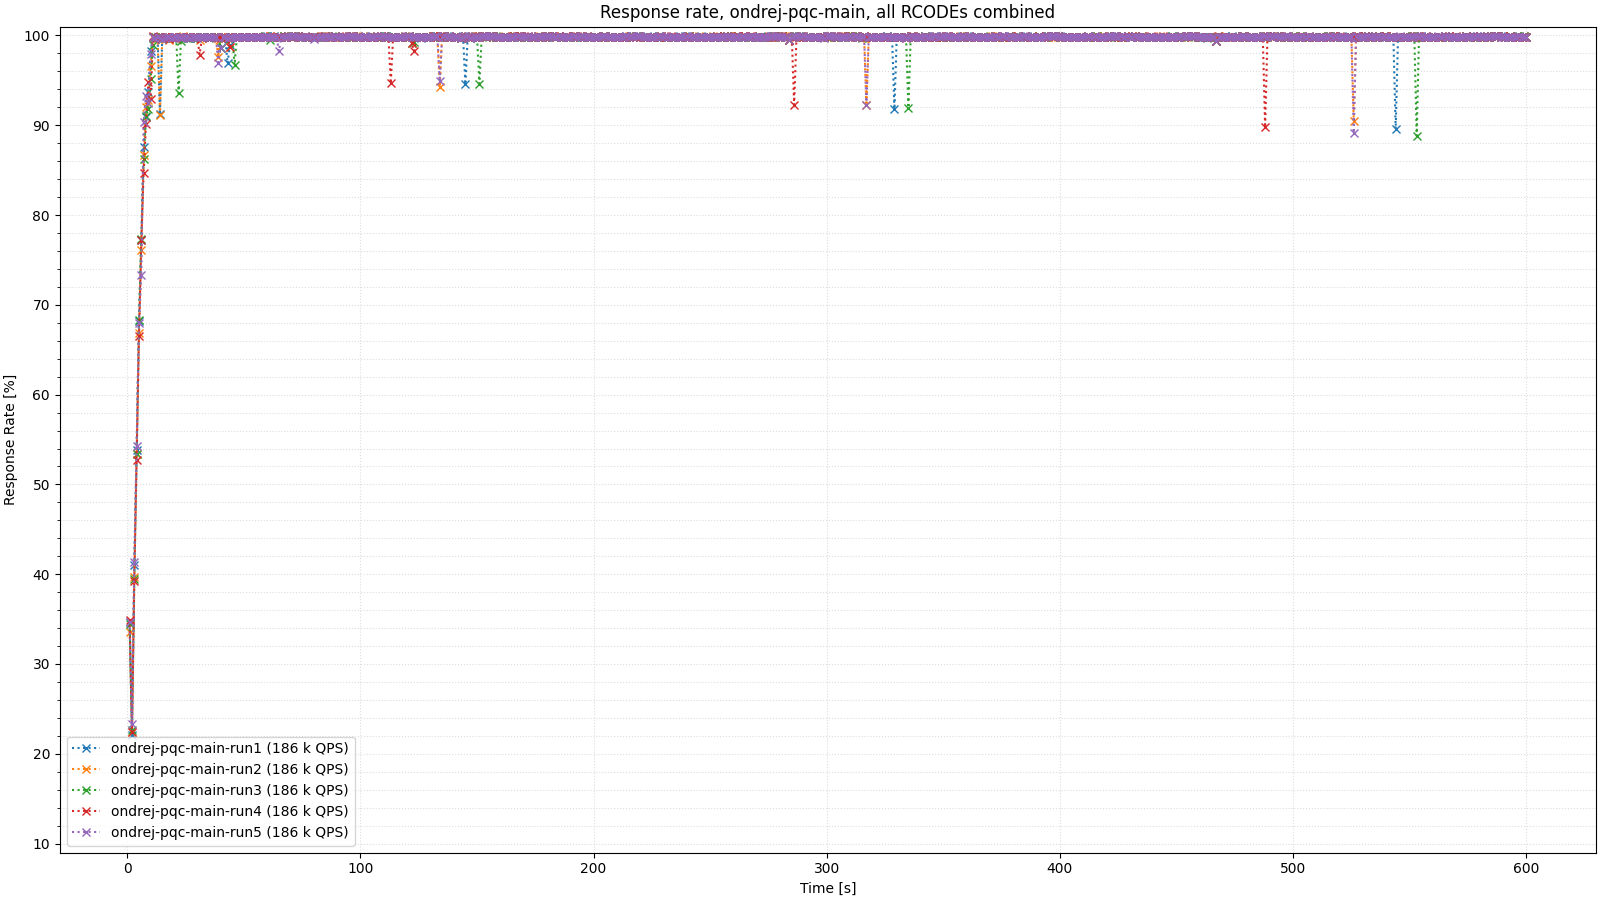 Response rate, ondrej-pqc-main, all RCODEs combined
Response Rate [%]
100
90
80
70
60
50
40
30
20
10
ondrej-pqc-main-run1 (186 k QPS)
ondrej-pqc-main-run2 (186 k QPS)
ondrej-pqc-main-run3 (186 k QPS)
ondrej-pqc-main-run4 (186 k QPS)
ondrej-pqc-main-run5 (186 k QPS)
0 100 200 300 400 500 600
Time [s]